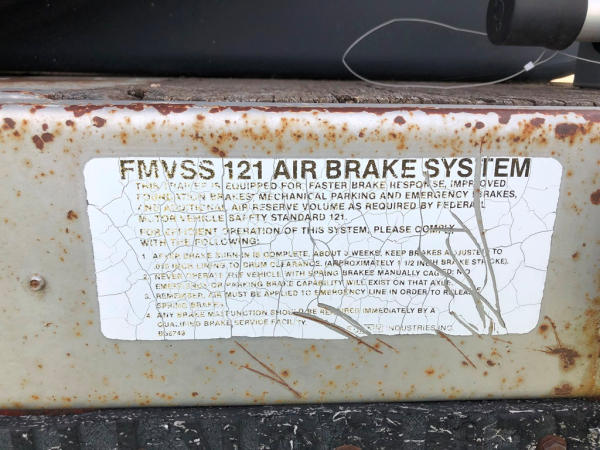 FMVSS 121 AIR BRAKE SYSTEM
THIS TRAILER IS EQUIPPED FOR FASTER BRAKE RESPONSE, IMPROVED
FOUNDATION BRAKES, MECHANICAL PARKING AND EMERGENCY BRAKES,
AND ADDITIONAL AIR RESERVE VOLUME AS REQUIRED BY FEDERAL
MOTOR VEHICLE SAFETY STANDARD 121.
FOR EFFICIENT OPERATION OF THIS SYSTEM, PLEASE COMPLY
WITH THE FOLLOWING:
1. AFTER BRAKE BURN-IN IS COMPLETE, ABOUT 3 WEEKS, KEEP BRAKES ADJUSTED TO
INCH LINING TO DRUM CLEARANCE. (APPROXIMATELY 1 1/2 INCH BRAKE STROKE).
2. NEVER OPERATE THE VEHICLE WITH SPRING BRAKES MANUALLY CAGED; NO
EMERGENCY OR PARKING BRAKE CAPABILITY WILL EXIST ON THAT AXLE.
3. REMEMBER, AIR MUST BE APPLIED TO EMERGENCY LINE IN ORDER TO RELEASE
SPRING BRAKES.
4. ANY BRAKE MALFUNCTION SHOULD BE REPAIRED IMMEDIATELY BY A
QUALIFIED BRAKE SERVICE FACILITY. INDUSTRIES INC.